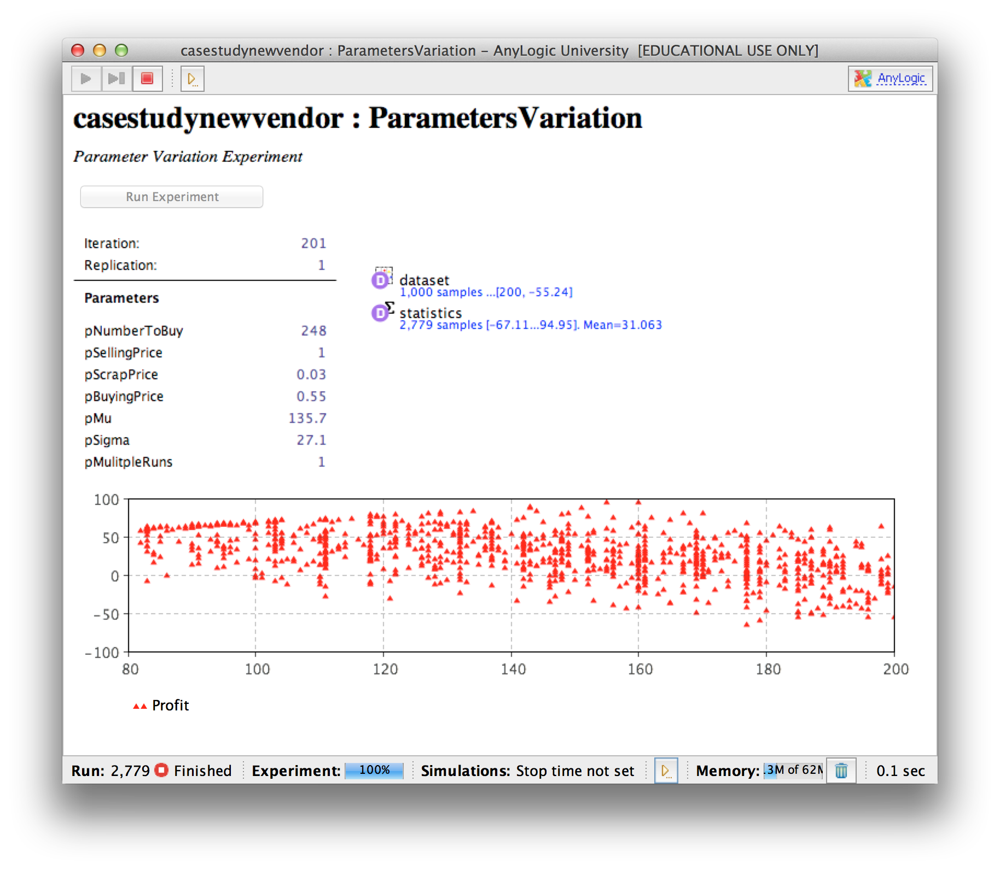 casestudynewvendor : ParametersVariation – AnyLogic University [EDUCATIONAL USE ONLY]
AnyLogic
casestudynewvendor : ParametersVariation
Parameter Variation Experiment
Run Experiment
Iteration: 201
Replication: 1
Parameters
pNumberToBuy 248
pSellingPrice 1
pScrapPrice 0.03
pBuyingPrice 0.55
pMu 135.7
pSigma 27.1
pMulitpleRuns 1
D dataset
1,000 samples ...[200, -55.24]
D Σ statistics
2,779 samples [-67.11...94.95]. Mean=31.063
100
50
0
-50
-100
80 100 120 140 160 180 200
Profit
Run: 2,779 Finished Experiment: 100% Simulations: Stop time not set Memory: .3M of 62M 0.1 sec